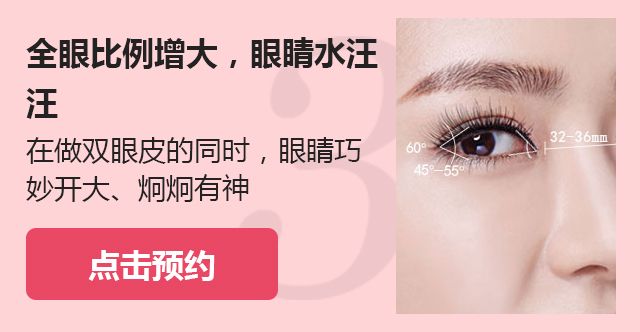 全眼比例增大，眼睛水汪
汪
在做双眼皮的同时，眼睛巧
妙开大、炯炯有神
点击预约
3
60°
45°-55°
32-36mm